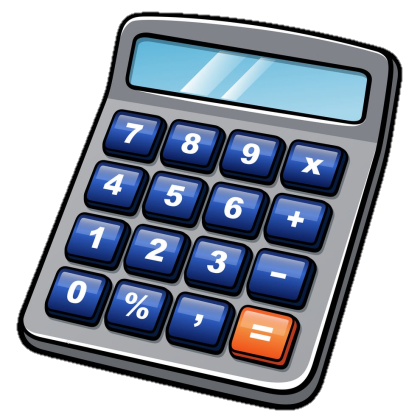 7 8 9 x
4 5 6 +
1 2 3 -
0 % , =